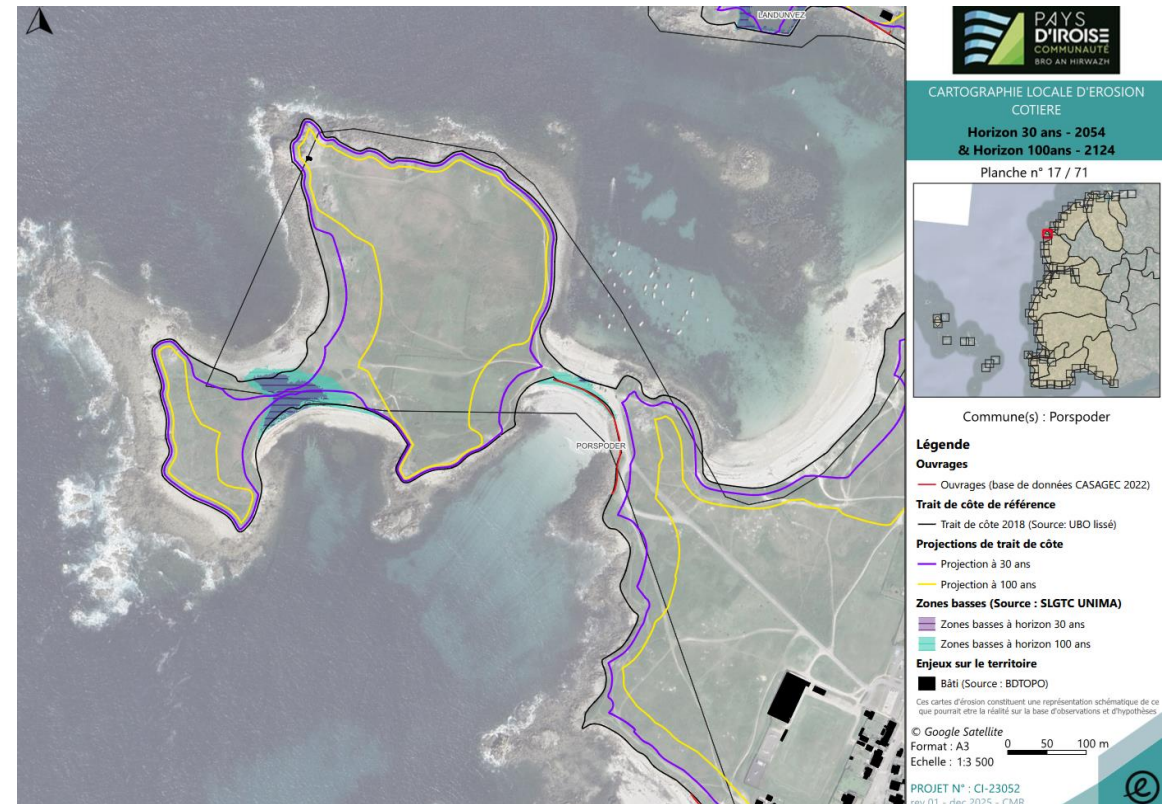 LANDUNVEZ
PORSPODER
PAYS
D'IROISE
COMMUNAUTÉ
BRO AN HIRWAZH
CARTOGRAPHIE LOCALE D'EROSION
COTIERE
Horizon 30 ans - 2054
& Horizon 100ans - 2124
Planche n° 17 / 71
Commune(s) : Porspoder
Légende
Ouvrages
Ouvrages (base de données CASAGEC 2022)
Trait de côte de référence
Trait de côte 2018 (Source: UBO lissé)
Projections de trait de côte
Projection à 30 ans
Projection à 100 ans
Zones basses (Source : SLGTC UNIMA)
Zones basses à horizon 30 ans
Zones basses à horizon 100 ans
Enjeux sur le territoire
Bâti (Source : BDTOPO)
Ces cartes d'érosion constituent une représentation schématique de ce
que pourrait etre la réalité sur la base d'observations et d'hypothèses
© Google Satellite
Format : A3
0 50 100 m
Echelle : 1:3 500
PROJET N° : CI-23052
rev 01 - dec 2025 - CMR